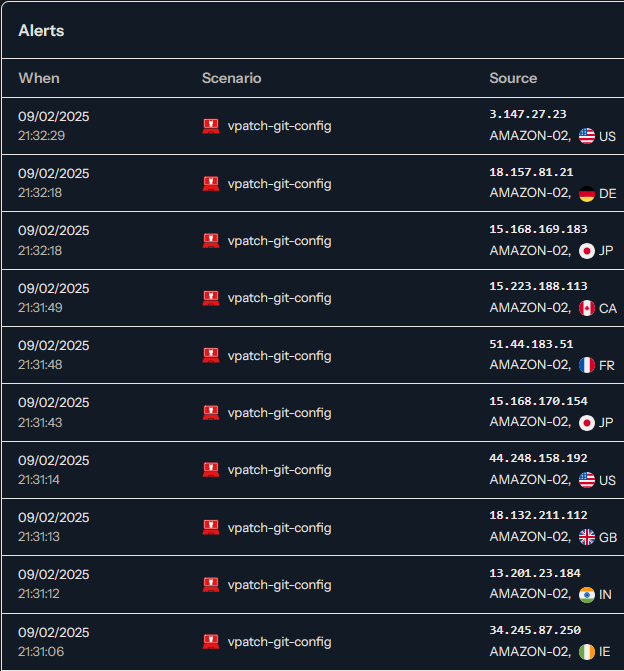 Alerts
When Scenario Source
09/02/2025
21:32:29
vpatch-git-config
3.147.27.23
AMAZON-02, US
09/02/2025
21:32:18
vpatch-git-config
18.157.81.21
AMAZON-02, DE
09/02/2025
21:32:18
vpatch-git-config
15.168.169.183
AMAZON-02, JP
09/02/2025
21:31:49
vpatch-git-config
15.223.188.113
AMAZON-02, CA
09/02/2025
21:31:48
vpatch-git-config
51.44.183.51
AMAZON-02, FR
09/02/2025
21:31:43
vpatch-git-config
15.168.170.154
AMAZON-02, JP
09/02/2025
21:31:14
vpatch-git-config
44.248.158.192
AMAZON-02, US
09/02/2025
21:31:13
vpatch-git-config
18.132.211.112
AMAZON-02, GB
09/02/2025
21:31:12
vpatch-git-config
13.201.23.184
AMAZON-02, IN
09/02/2025
21:31:06
vpatch-git-config
34.245.87.250
AMAZON-02, IE